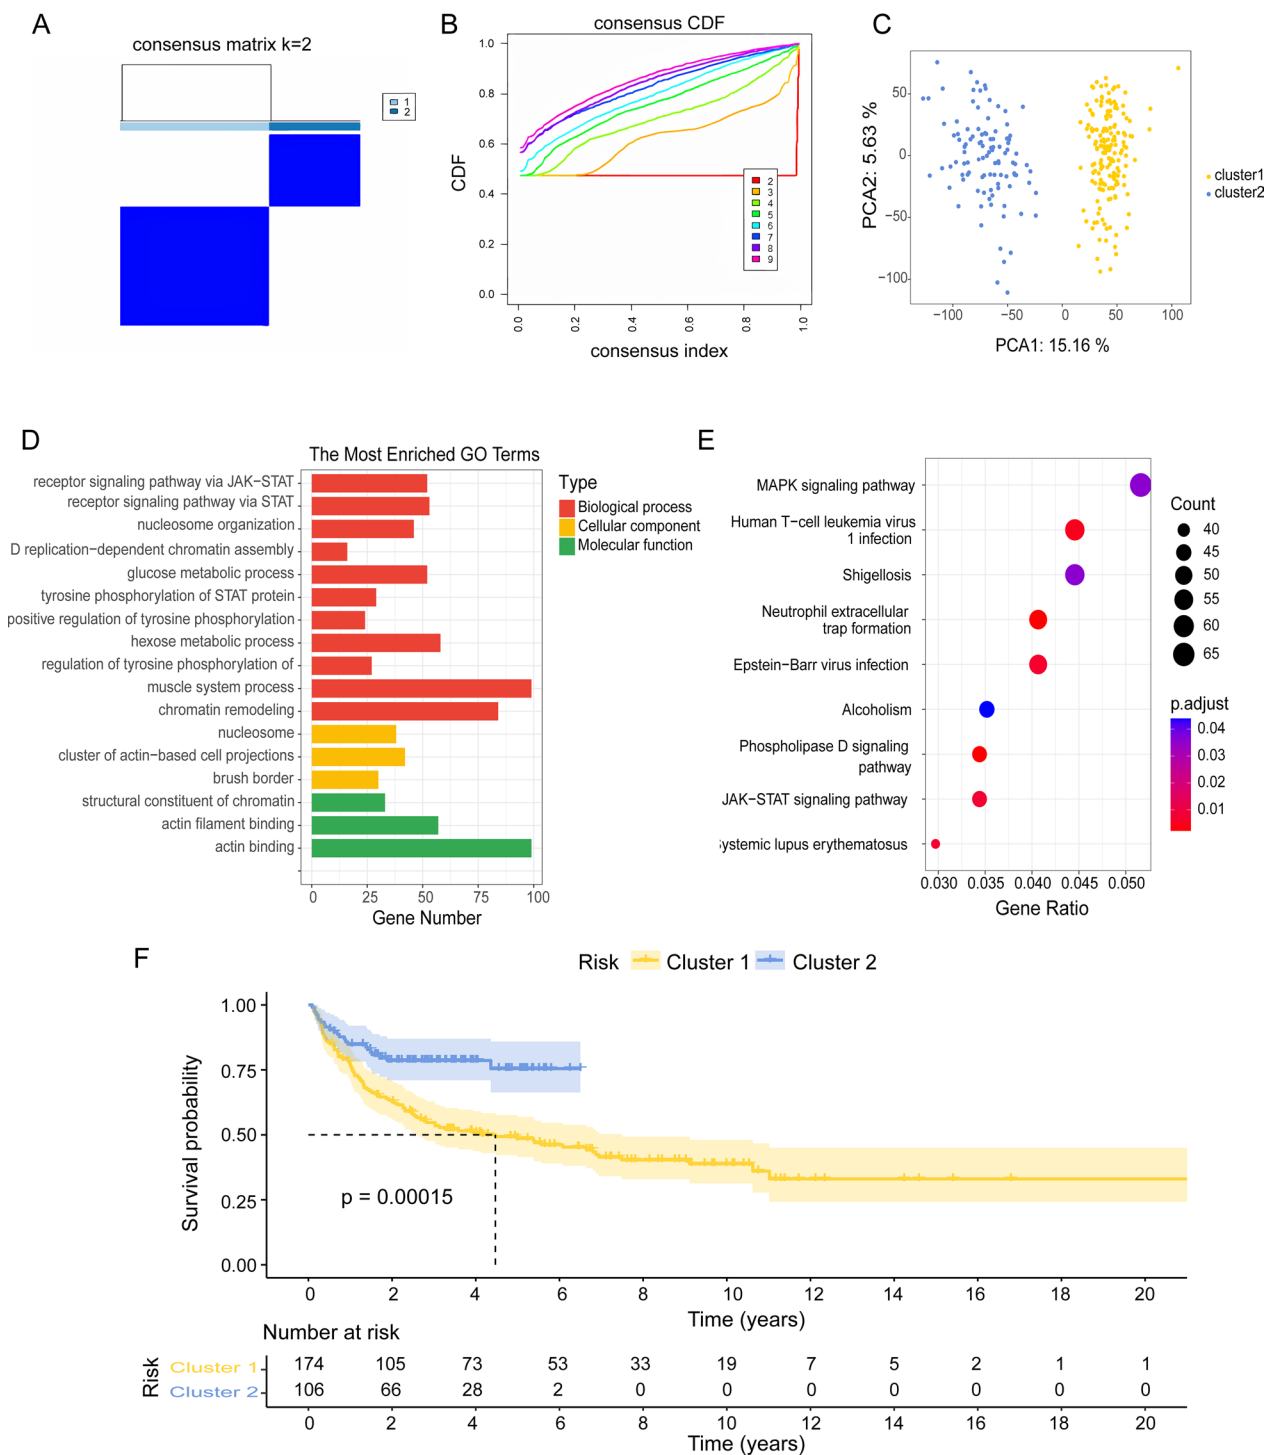 A
consensus matrix k=2
1
2
B
consensus CDF
1.0
0.8
0.6
0.4
0.2
0.0
CDF
2
3
4
5
6
7
8
9
0.0
0.2
0.4
0.6
0.8
1.0
consensus index
C
50
0
−50
−100
PCA2: 5.63 %
−100
−50
0
50
100
PCA1: 15.16 %
cluster1
cluster2
D
The Most Enriched GO Terms
receptor signaling pathway via JAK−STAT
receptor signaling pathway via STAT
nucleosome organization
D replication−dependent chromatin assembly
glucose metabolic process
tyrosine phosphorylation of STAT protein
positive regulation of tyrosine phosphorylation
hexose metabolic process
regulation of tyrosine phosphorylation of
muscle system process
chromatin remodeling
nucleosome
cluster of actin−based cell projections
brush border
structural constituent of chromatin
actin filament binding
actin binding
0
25
50
75
100
Gene Number
Type
Biological process
Cellular component
Molecular function
E
MAPK signaling pathway
Human T−cell leukemia virus
1 infection
Shigellosis
Neutrophil extracellular
trap formation
Epstein−Barr virus infection
Alcoholism
Phospholipase D signaling
pathway
JAK−STAT signaling pathway
Systemic lupus erythematosus
0.030
0.035
0.040
0.045
0.050
Gene Ratio
Count
40
45
50
55
60
65
p.adjust
0.04
0.03
0.02
0.01
F
Risk Cluster 1 Cluster 2
1.00
0.75
0.50
0.25
0.00
Survival probability
p = 0.00015
0 2 4 6 8 10 12 14 16 18 20
Time (years)
Number at risk
Risk
Cluster 1 174 105 73 53 33 19 7 5 2 1 1
Cluster 2 106 66 28 2 0 0 0 0 0 0 0
0 2 4 6 8 10 12 14 16 18 20
Time (years)